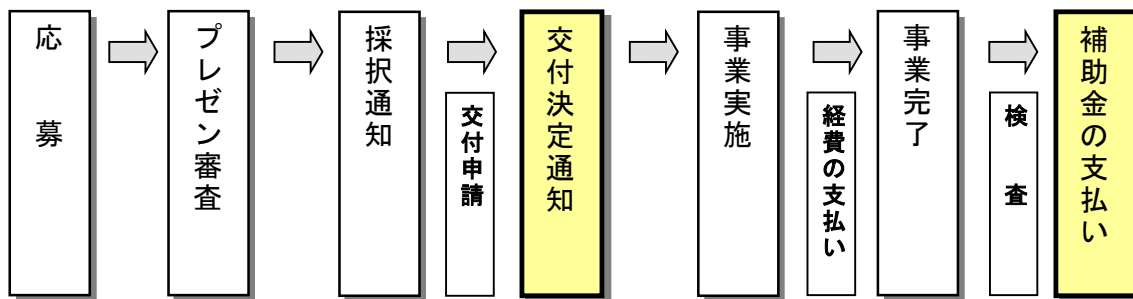 応　募
プレゼン審査
採択通知
交付申請
交付決定通知
事業実施
経費の支払い
事業完了
検　査
補助金の支払い